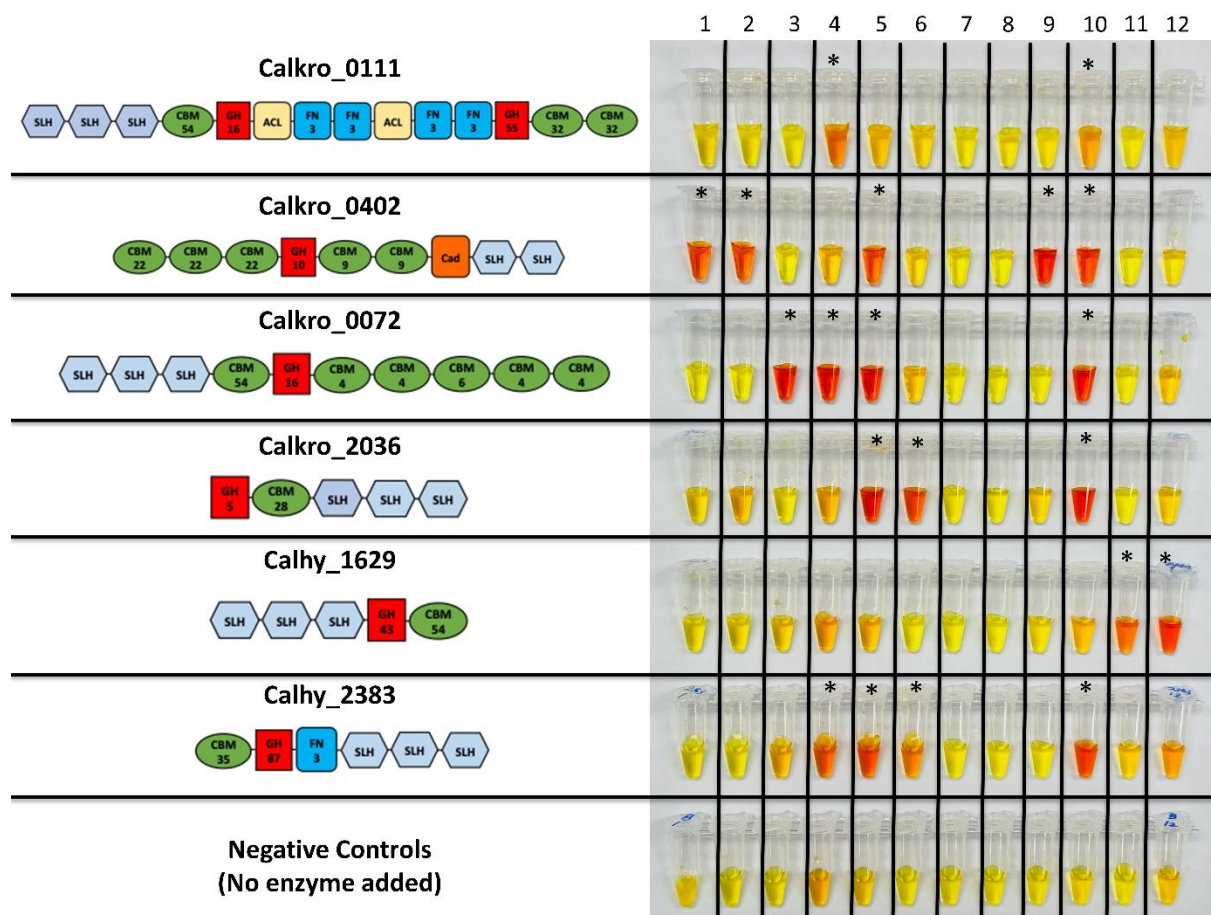 1 2 3 4 5 6 7 8 9 10 11 12
Calkro_0111
* *
SLH SLH SLH CBM 54 GH 16 ACL FN 3 FN 3 ACL FN 3 FN 3 GH 55 CBM 32 CBM 32
Calkro_0402
* * * * *
CBM 22 CBM 22 CBM 22 GH 10 CBM 9 CBM 9 Cad SLH SLH
Calkro_0072
* * * *
SLH SLH SLH CBM 54 GH 16 CBM 4 CBM 4 CBM 6 CBM 4 CBM 4
Calkro_2036
* * *
GH 5 CBM 28 SLH SLH SLH
Calhy_1629
* *
SLH SLH SLH GH 43 CBM 54
Calhy_2383
* * * *
CBM 35 GH 87 FN 3 SLH SLH SLH
Negative Controls
(No enzyme added)